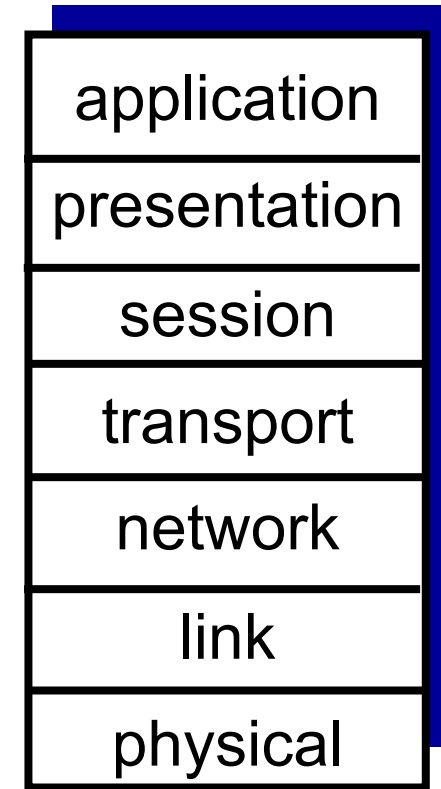 application
presentation
session
transport
network
link
physical